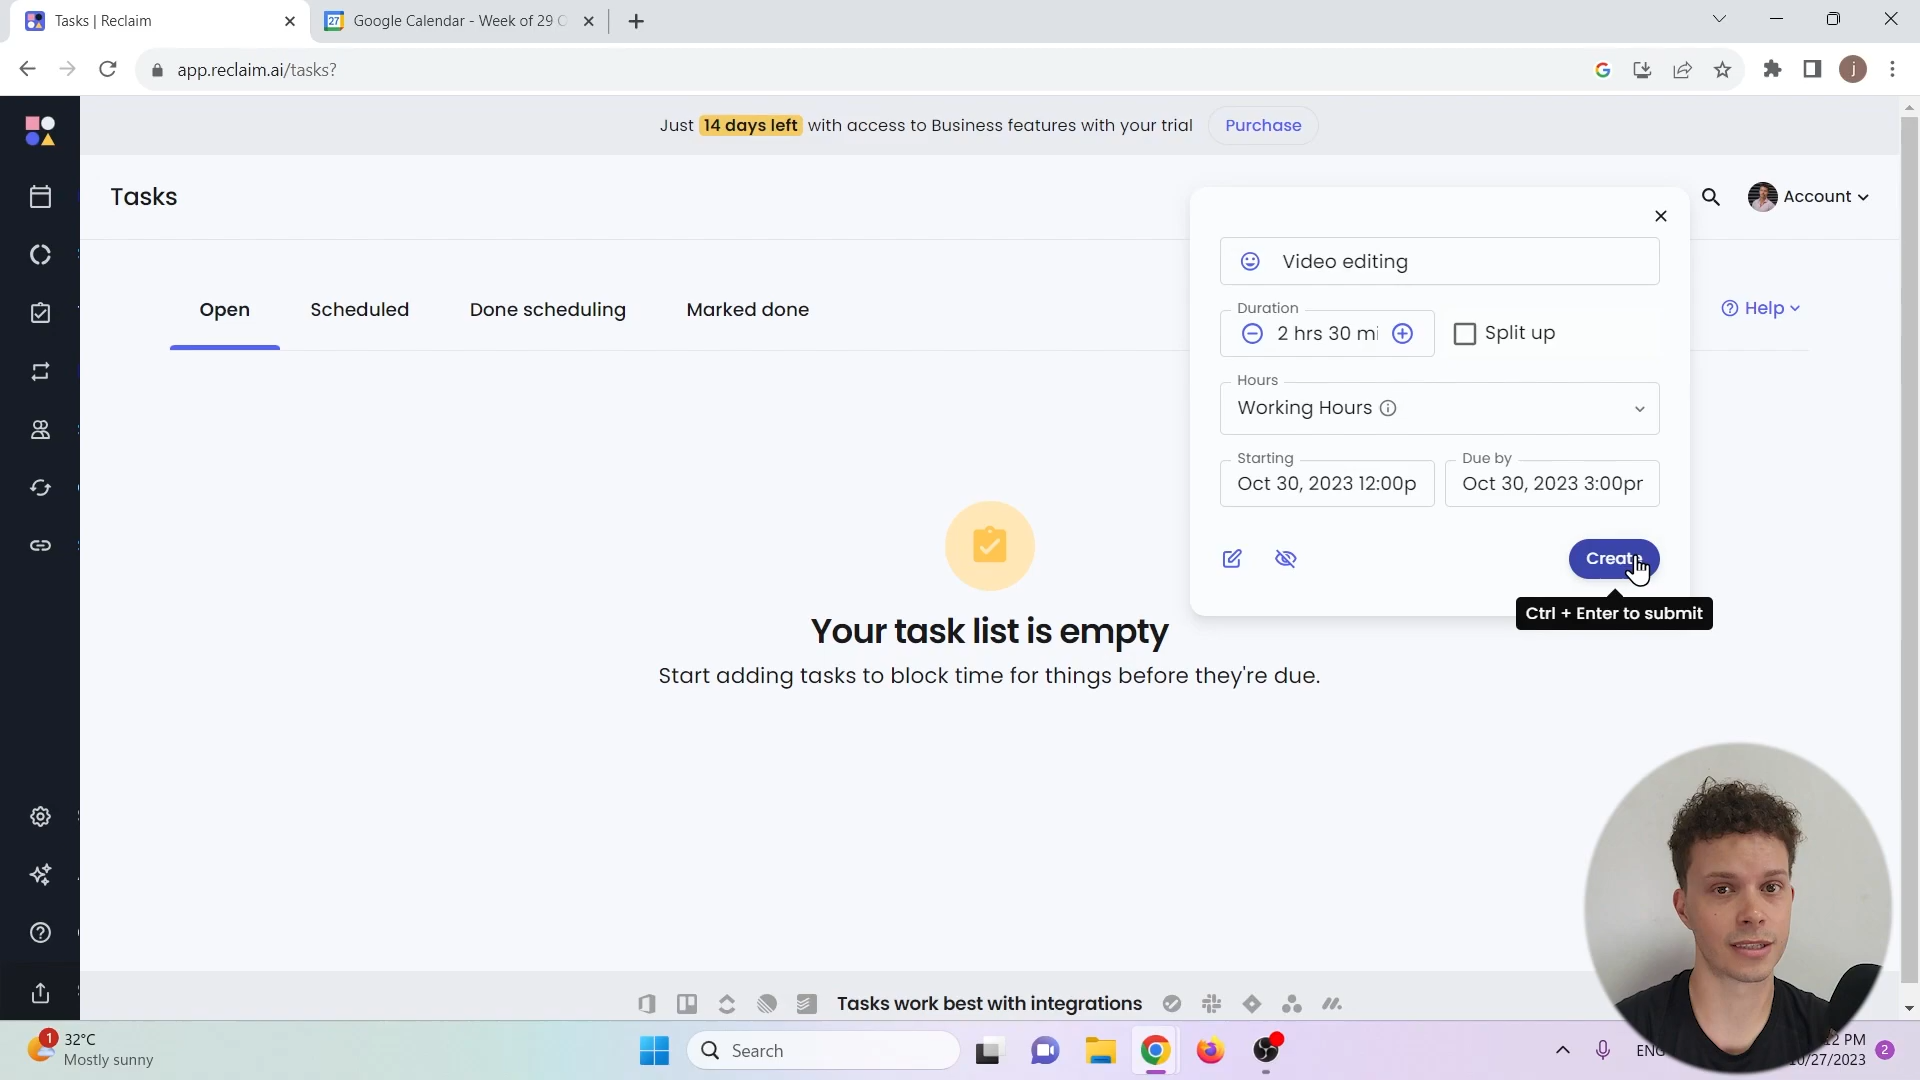 Tasks | Reclaim
27
Google Calendar - Week of 29 O
app.reclaim.ai/tasks?
j
Just 14 days left with access to Business features with your trial
Purchase
Tasks
Account
Video editing
Open
Scheduled
Done scheduling
Marked done
Help
Duration
2 hrs 30 mi
Split up
Hours
Working Hours
Starting
Oct 30, 2023 12:00p
Due by
Oct 30, 2023 3:00pr
Create
Ctrl + Enter to submit
Your task list is empty
Start adding tasks to block time for things before they're due.
Tasks work best with integrations
1
32°C
Mostly sunny
Search
ENG
2 PM
10/27/2023
2